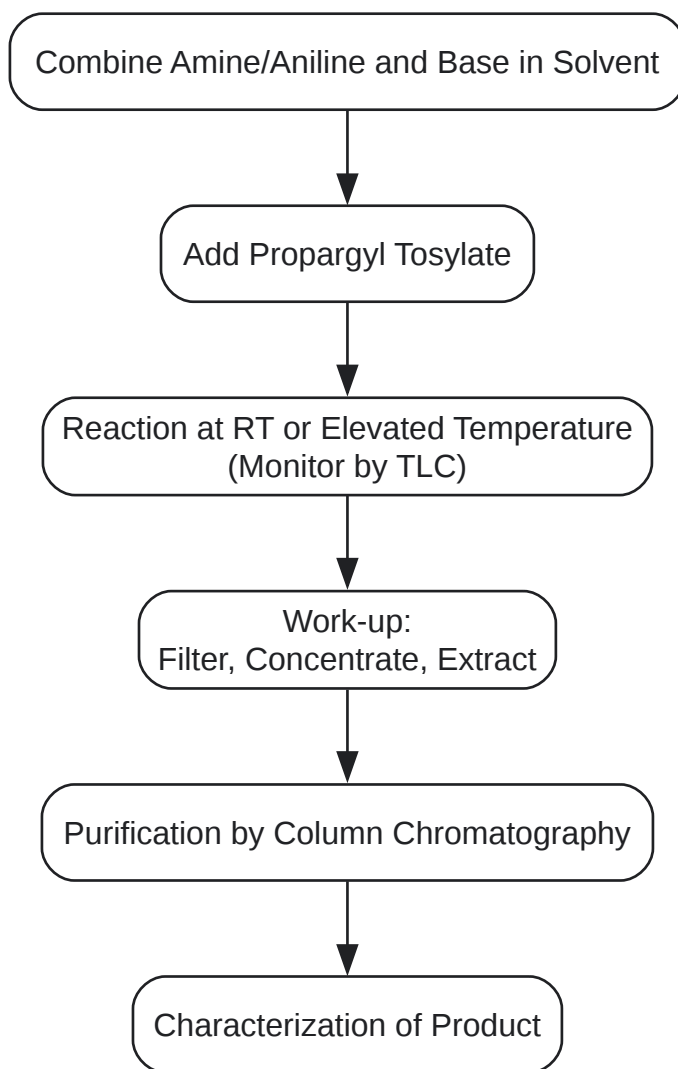 Combine Amine/Aniline and Base in Solvent
Add Propargyl Tosylate
Reaction at RT or Elevated Temperature
(Monitor by TLC)
Work-up:
Filter, Concentrate, Extract
Purification by Column Chromatography
Characterization of Product